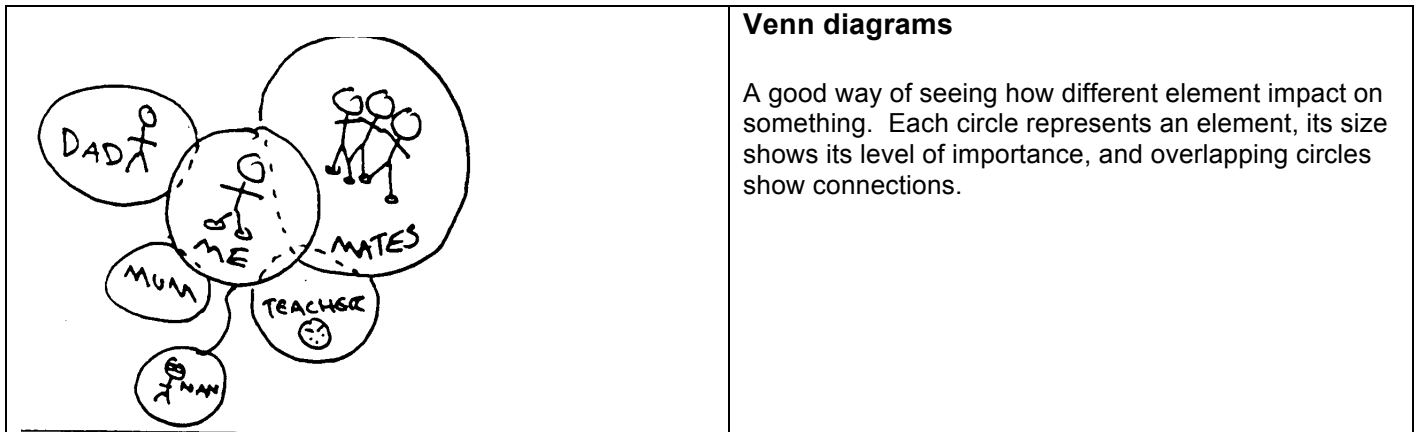 DAD
ME
MATES
MUM
TEACHER
NAN
Venn diagrams
A good way of seeing how different element impact on
something.  Each circle represents an element, its size
shows its level of importance, and overlapping circles
show connections.